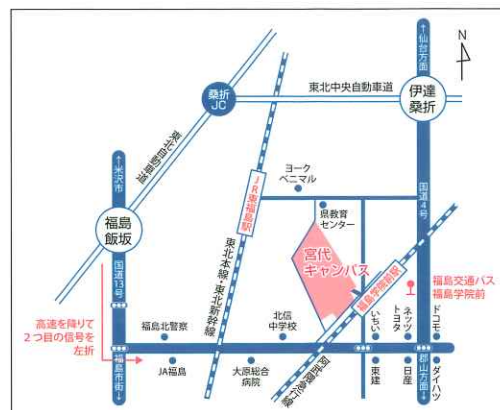 ↑仙台方面
N
桑折
JC
東北中央自動車道
伊達
桑折
東北自動車道
↑米沢市
ヨーク
ベニマル
国道4号
JR東福島駅
県教育
センター
福島
飯坂
宮代
キャンパス
福島学院前駅
福島交通バス
福島学院前
東北本線・東北新幹線
国道13号
高速を降りて
2つ目の信号を
左折
福島北警察
北信
中学校
いちい
ネッツ
トヨタ
ドコモ
福島市街↓
JA福島
大原総合
病院
阿武隈急行線
東建
日産
郡山方面↓
ダイハツ